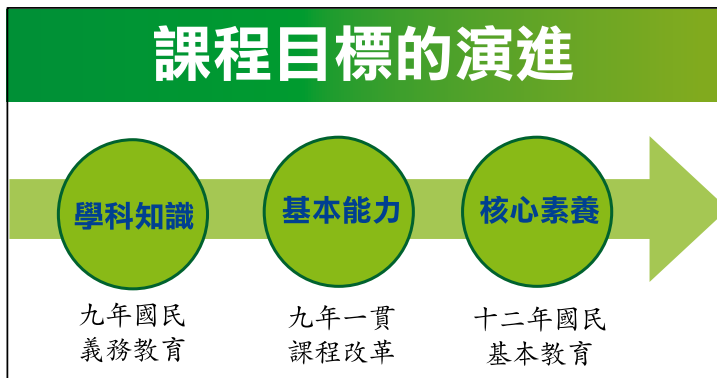 課程目標的演進
學科知識
基本能力
核心素養
九年國民
義務教育
九年一貫
課程改革
十二年國民
基本教育